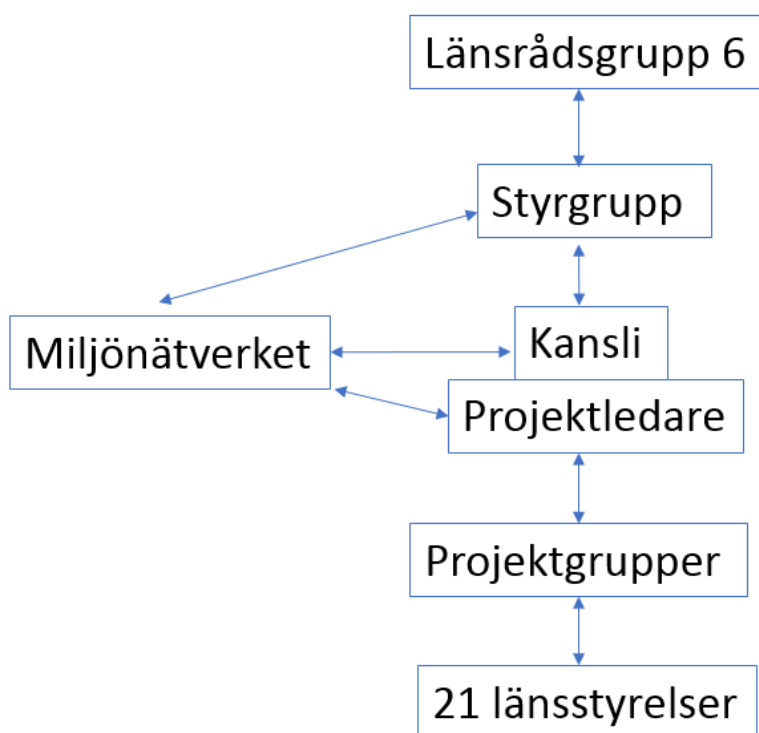 Länsrådsgrupp 6
Styrgrupp
Miljönätverket
Kansli
Projektledare
Projektgrupper
21 länsstyrelser